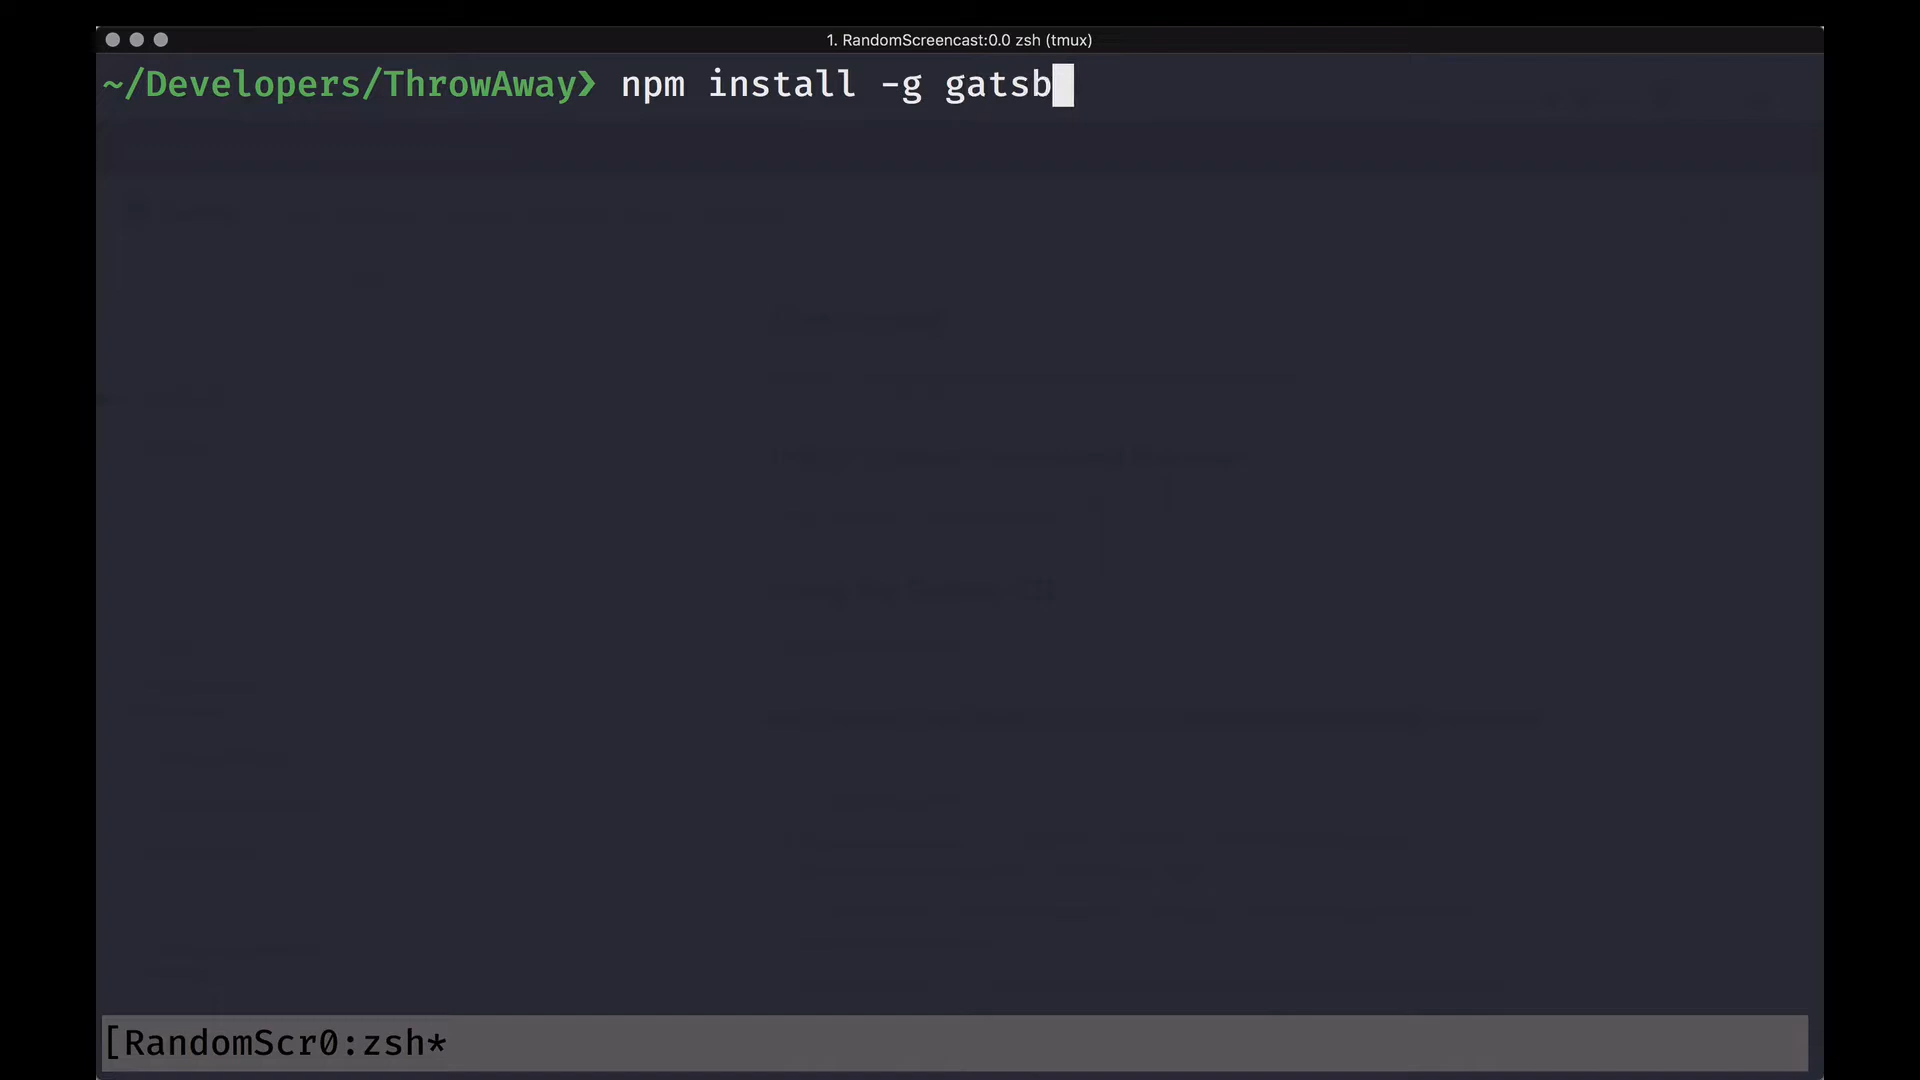 1. RandomScreencast:0.0 zsh (tmux)
~/Developers/ThrowAway❯ npm install -g gatsb
[RandomScr0:zsh*